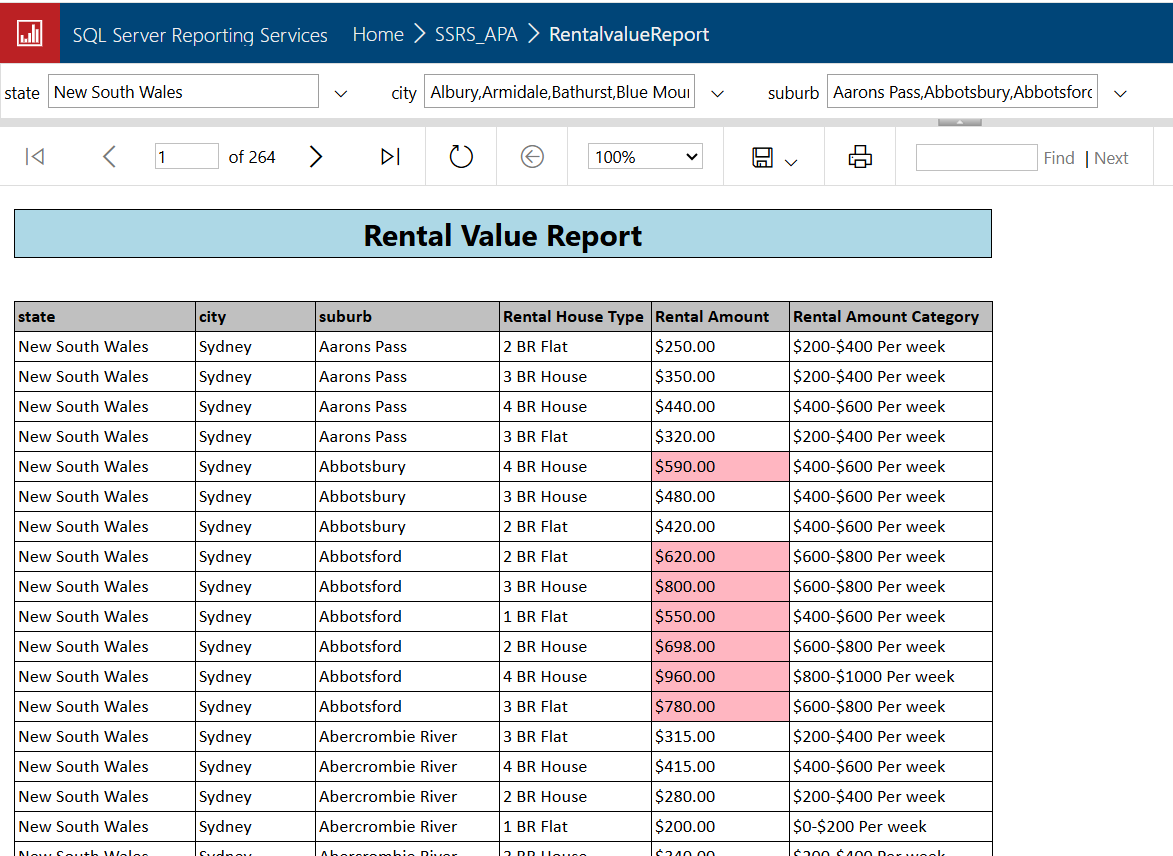 SQL Server Reporting Services Home > SSRS_APA > RentalvalueReport
state New South Wales city Albury,Armidale,Bathurst,Blue suburb Aarons Pass,Abbotsbury,
1 of 264 100% Find | Next
Rental Value Report
state city suburb Rental House Type Rental Amount Rental Amount Category
New South Wales Sydney Aarons Pass 2 BR Flat $250.00 $200-$400 Per week
New South Wales Sydney Aarons Pass 3 BR House $350.00 $200-$400 Per week
New South Wales Sydney Aarons Pass 4 BR House $440.00 $400-$600 Per week
New South Wales Sydney Aarons Pass 3 BR Flat $320.00 $200-$400 Per week
New South Wales Sydney Abbotsbury 4 BR House $590.00 $400-$600 Per week
New South Wales Sydney Abbotsbury 3 BR House $480.00 $400-$600 Per week
New South Wales Sydney Abbotsbury 2 BR Flat $420.00 $400-$600 Per week
New South Wales Sydney Abbotsford 2 BR Flat $620.00 $600-$800 Per week
New South Wales Sydney Abbotsford 3 BR House $800.00 $600-$800 Per week
New South Wales Sydney Abbotsford 1 BR Flat $550.00 $400-$600 Per week
New South Wales Sydney Abbotsford 2 BR House $698.00 $600-$800 Per week
New South Wales Sydney Abbotsford 4 BR House $960.00 $800-$1000 Per week
New South Wales Sydney Abbotsford 3 BR Flat $780.00 $600-$800 Per week
New South Wales Sydney Abercrombie River 3 BR Flat $315.00 $200-$400 Per week
New South Wales Sydney Abercrombie River 4 BR House $415.00 $400-$600 Per week
New South Wales Sydney Abercrombie River 2 BR House $280.00 $200-$400 Per week
New South Wales Sydney Abercrombie River 1 BR Flat $200.00 $0-$200 Per week